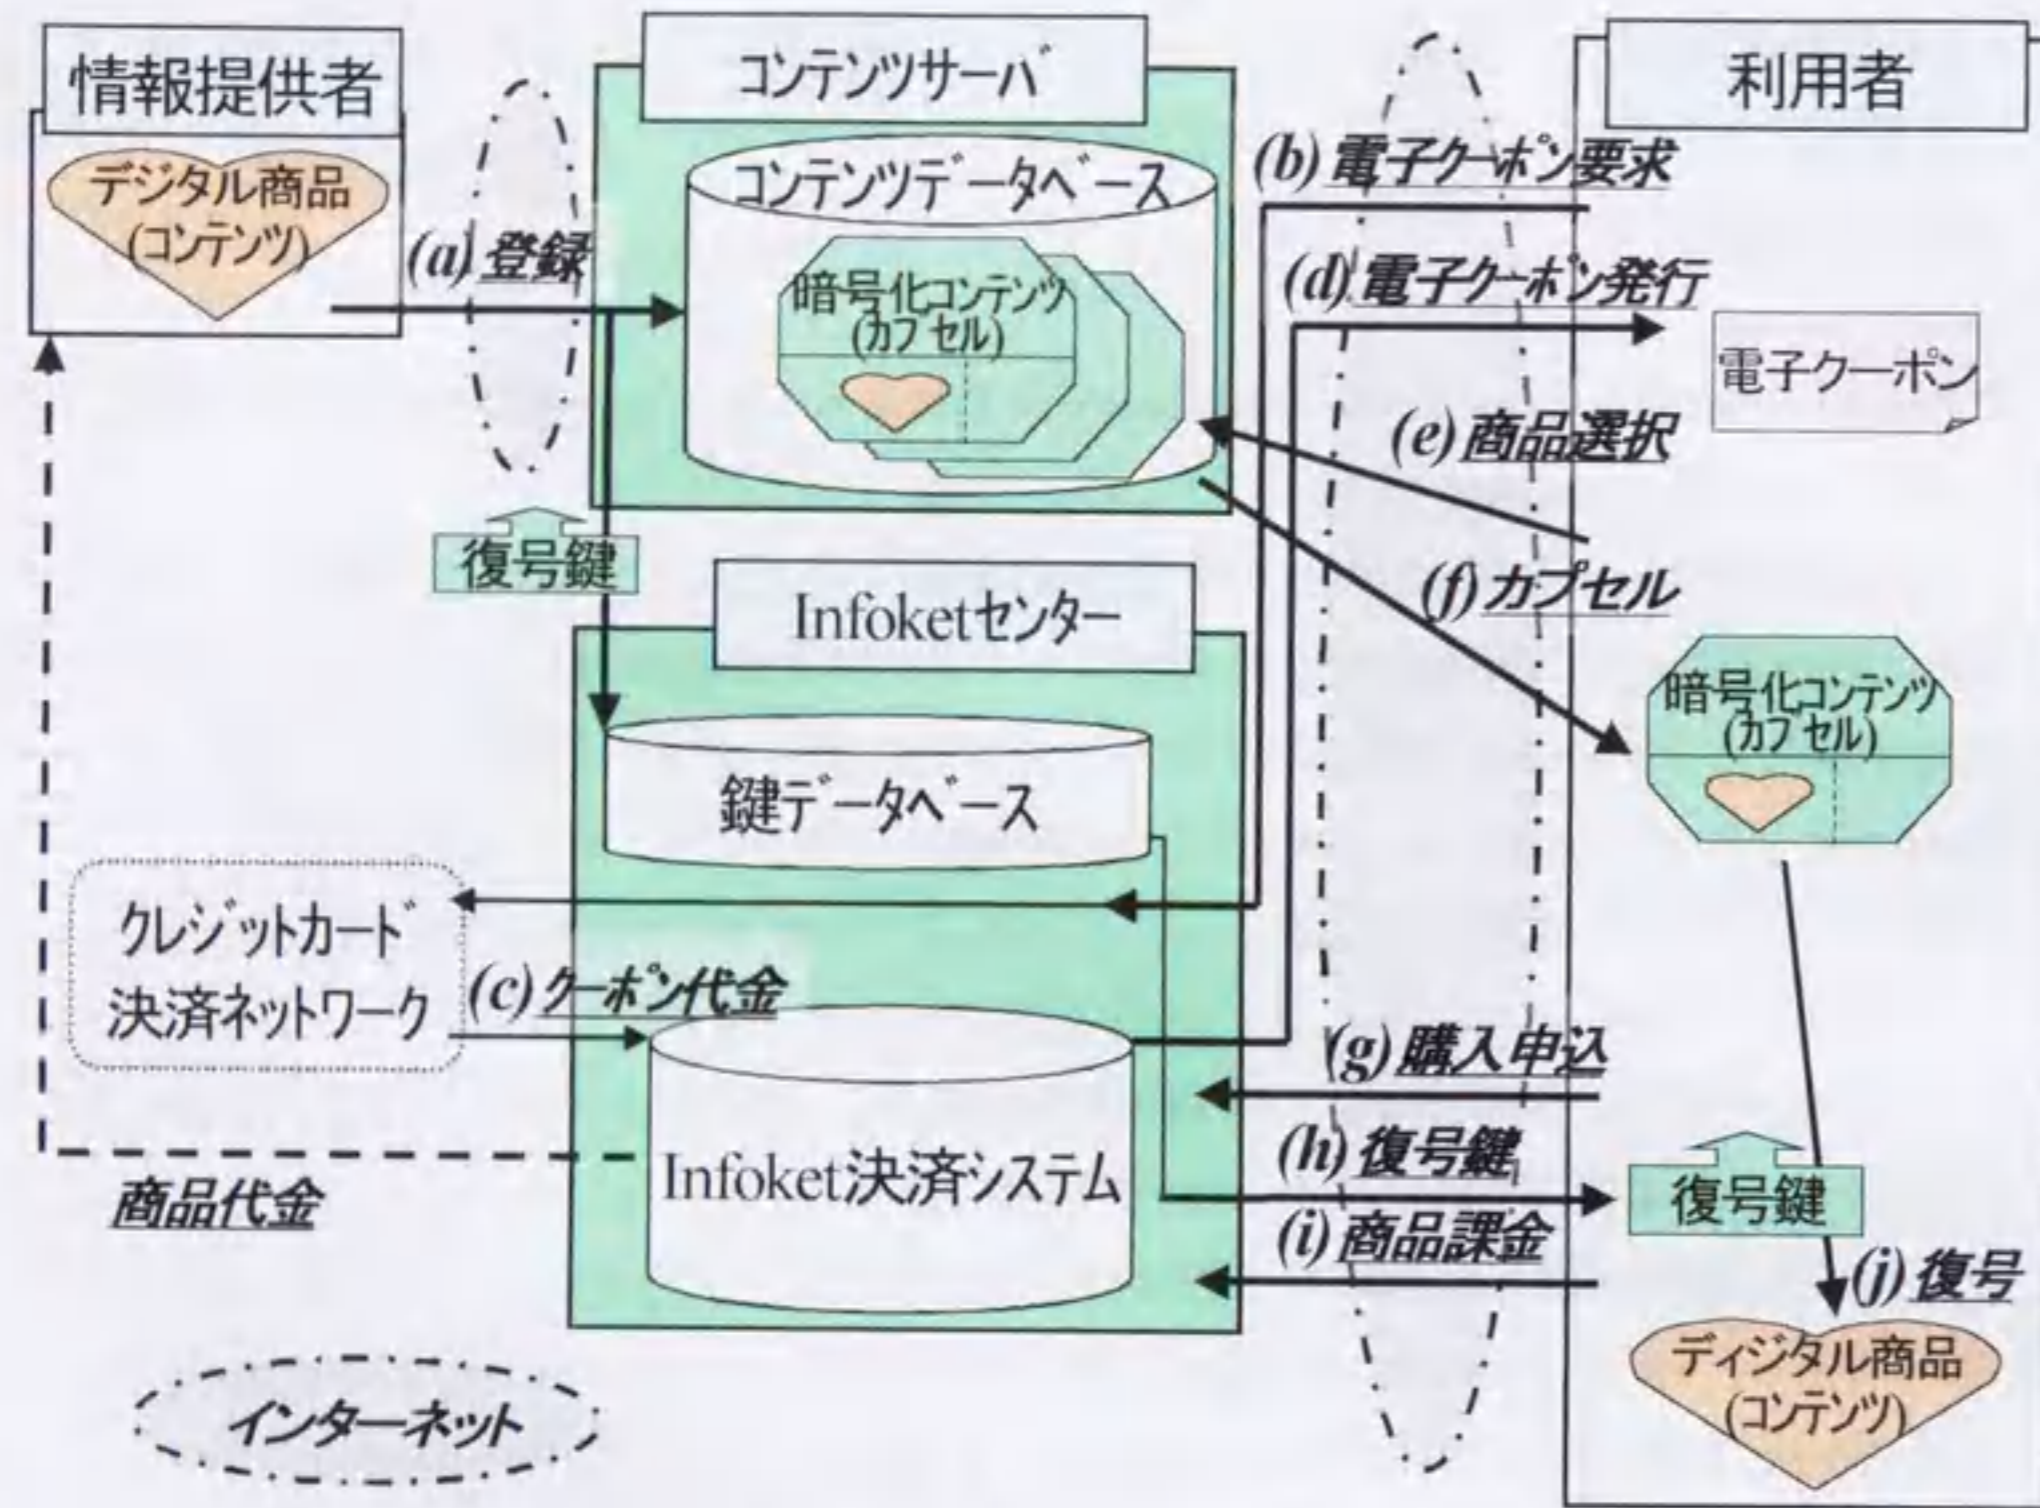 情報提供者
デジタル商品
(コンテンツ)
(a) 登録
コンテンツサーバ
コンテンツデータベース
暗号化コンテンツ
(カプセル)
利用者
(b) 電子クーポン要求
(d) 電子クーポン発行
電子クーポン
(e) 商品選択
(f) カプセル
復号鍵
Infoketセンター
鍵データベース
暗号化コンテンツ
(カプセル)
クレジットカード
決済ネットワーク
(c) クーポン代金
Infoket決済システム
商品代金
(g) 購入申込
(h) 復号鍵
(i) 商品課金
復号鍵
(j) 復号
ディジタル商品
(コンテンツ)
インターネット